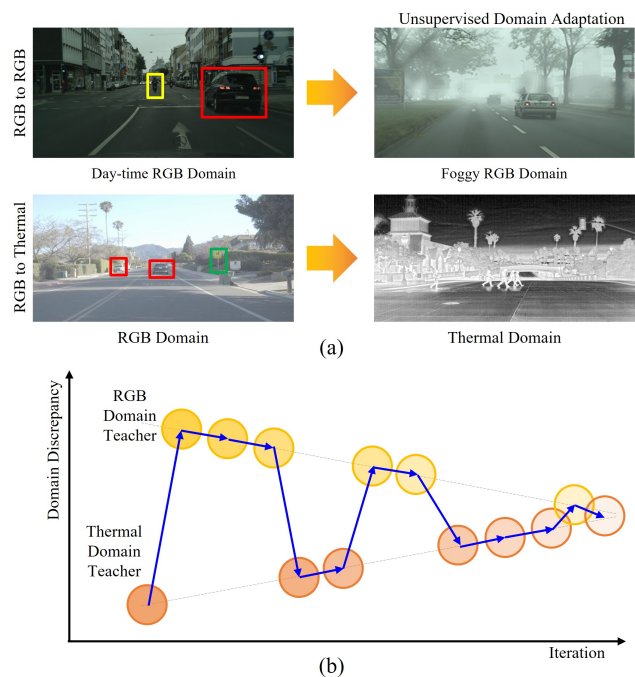 Unsupervised Domain Adaptation
RGB to RGB
Day-time RGB Domain
Foggy RGB Domain
RGB to Thermal
RGB Domain
Thermal Domain
(a)
Domain Discrepancy
RGB
Domain
Teacher
Thermal
Domain
Teacher
Iteration
(b)